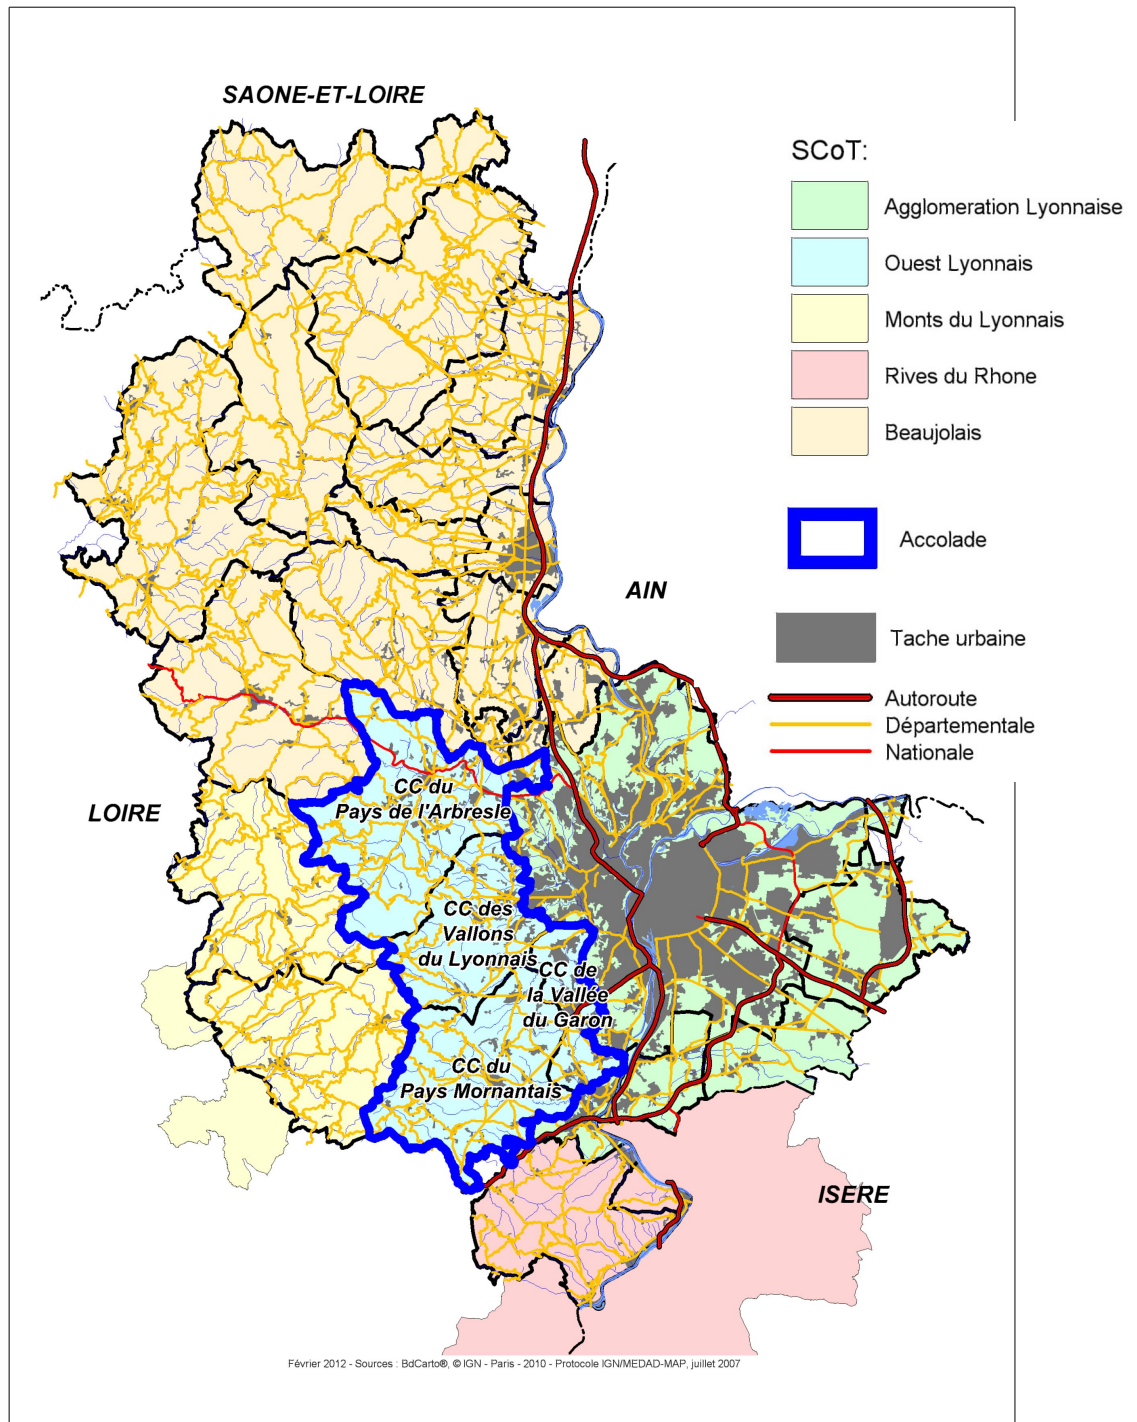 SAONE-ET-LOIRE
SCoT:
Agglomeration Lyonnaise
Ouest Lyonnais
Monts du Lyonnais
Rives du Rhone
Beaujolais
Accolade
AIN
Tache urbaine
Autoroute
Départementale
Nationale
LOIRE
CC du
Pays de l'Arbresle
CC des
Vallons
du Lyonnais
CC de
la Vallée
du Garon
CC du
Pays Mornantais
ISERE
Février 2012 - Sources : BdCarto®, © IGN - Paris - 2010 - Protocole IGN/MEDAD-MAP, juillet 2007